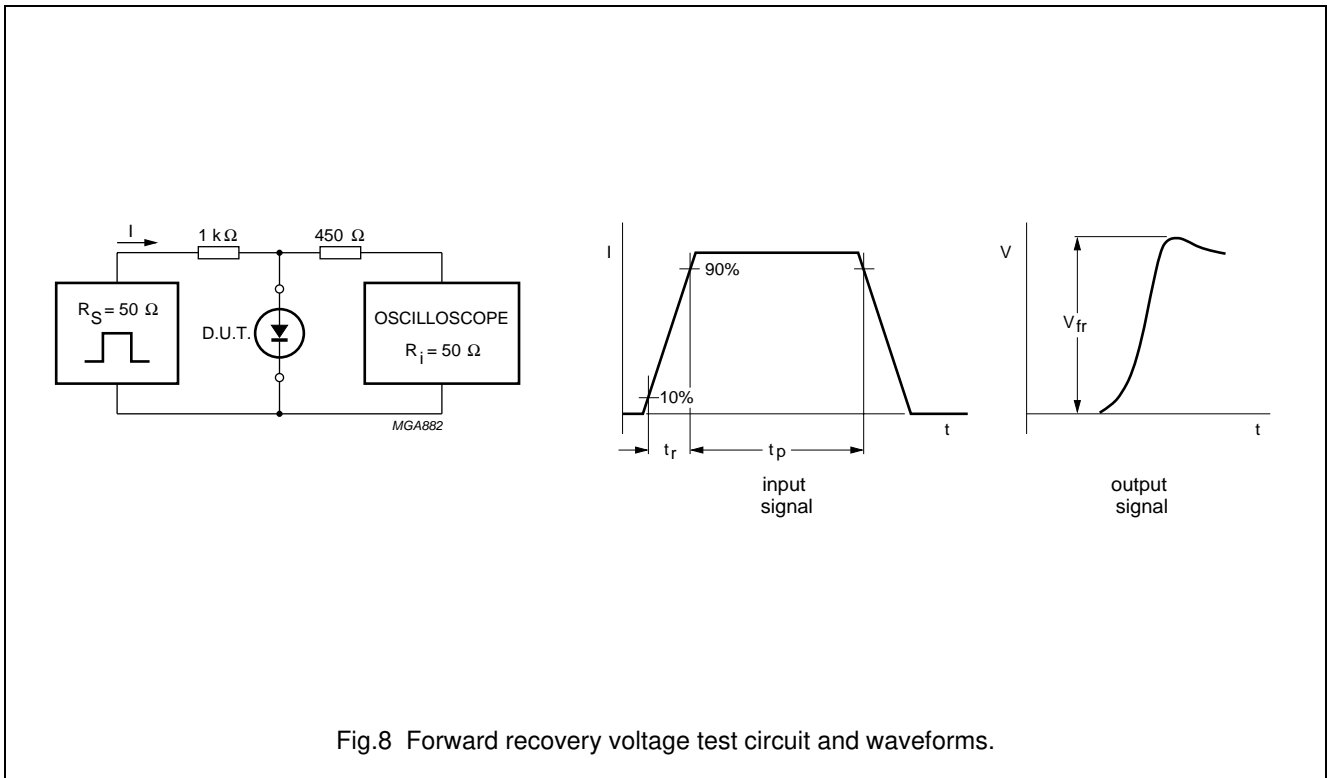 I
1 kΩ
450 Ω
R_S = 50 Ω
D.U.T.
OSCILLOSCOPE
R_i = 50 Ω
MGA882
I
90%
10%
t
t_r
t_p
input
signal
V
V_fr
t
output
signal
Fig.8 Forward recovery voltage test circuit and waveforms.